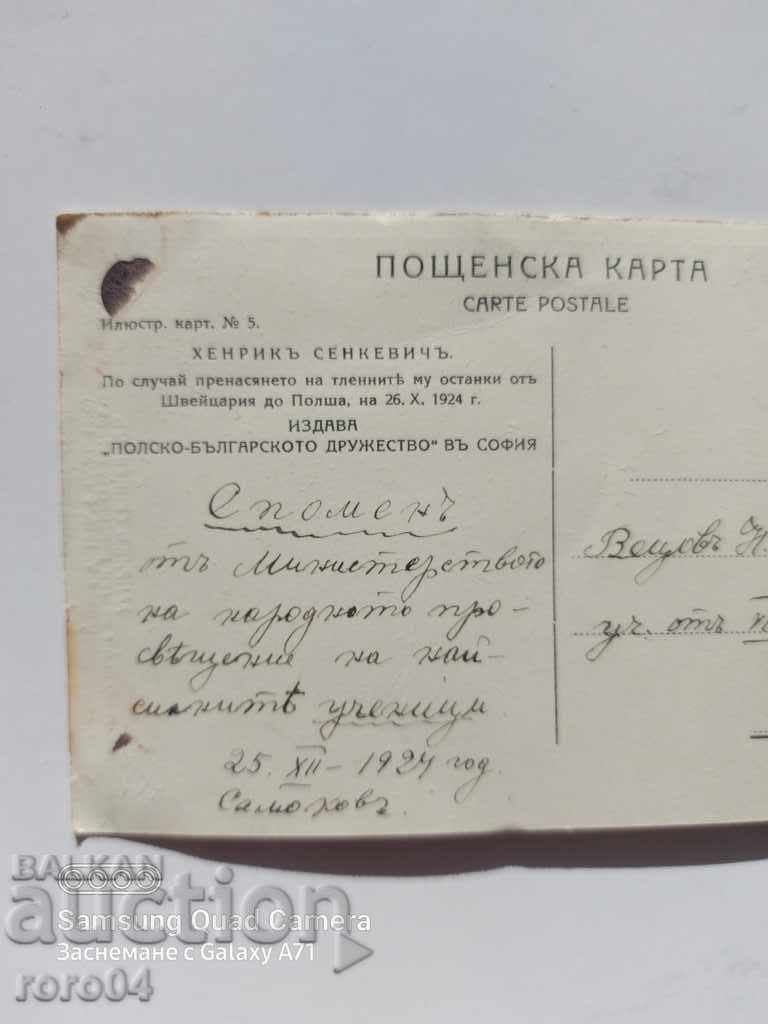 ПОЩЕНСКА КАРТА
CARTE POSTALE
Илюстр. карт. № 5.
ХЕНРИКЪ СЕНКЕВИЧЪ.
По случай пренасянето на тленнитѣ му останки отъ
Швейцария до Полша, на 26. X. 1924 г.
ИЗДАВА
„ПОЛСКО-БЪЛГАРСКОТО ДРУЖЕСТВО" ВЪ СОФИЯ
Споменъ
отъ Министерството
на народното про-
свѣщение на най-
силнитѣ ученици
25. XII - 1924 год.
Самоковъ.
уч. отъ
BALKAN
auction
Samsung Quad Camera
Заснемане с Galaxy A71
roro04